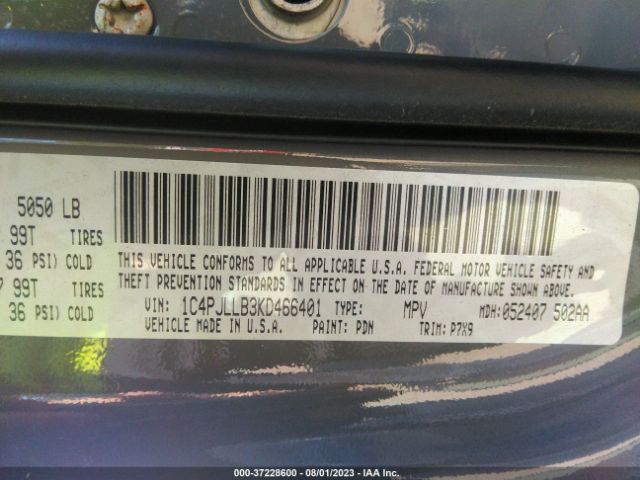 5050 LB
99T TIRES
36 PSI) COLD
99T TIRES
36 PSI) COLD
THIS VEHICLE CONFORMS TO ALL APPLICABLE U.S.A. FEDERAL MOTOR VEHICLE SAFETY AND
THEFT PREVENTION STANDARDS IN EFFECT ON THE DATE OF MANUFACTURE SHOWN ABOVE.
VIN: 1C4PJLLB3KD466401 TYPE: MPV MDH: 052407 502AA
VEHICLE MADE IN U.S.A. PAINT: PDN TRIM: P7X9
000-37228600 - 08/01/2023 - IAA Inc.